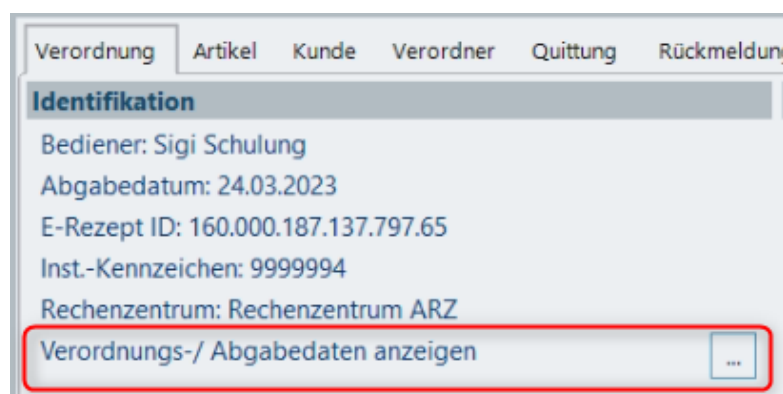 Verordnung Artikel Kunde Verordner Quittung Rückmeldung
Identifikation
Bediener: Sigi Schulung
Abgabedatum: 24.03.2023
E-Rezept ID: 160.000.187.137.797.65
Inst.-Kennzeichen: 9999994
Rechenzentrum: Rechenzentrum ARZ
Verordnungs-/ Abgabedaten anzeigen ...